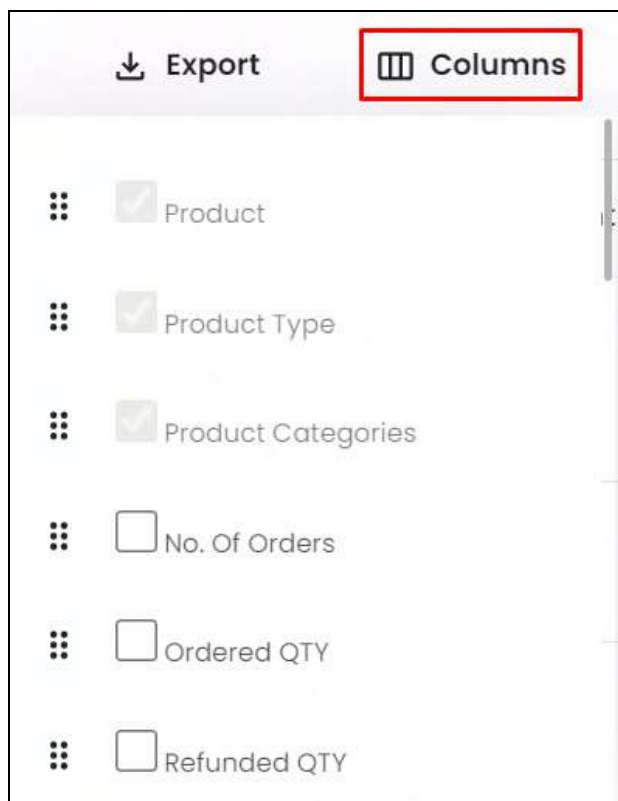 Export Columns
Product
Product Type
Product Categories
No. Of Orders
Ordered QTY
Refunded QTY